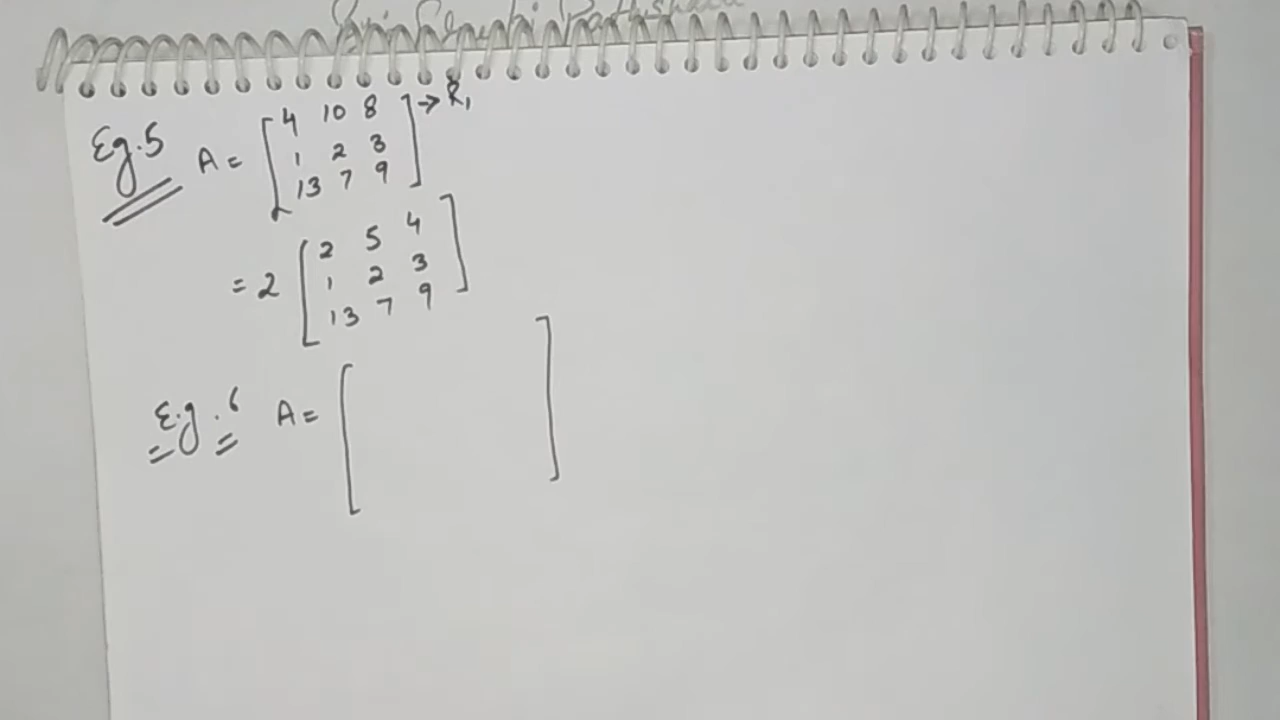 Eg.5 A = [ 4 10 8 ] → R₁
1 2 3
13 7 9
= 2 [ 2 5 4 ]
1 2 3
13 7 9
E.g.6 A = [ ]